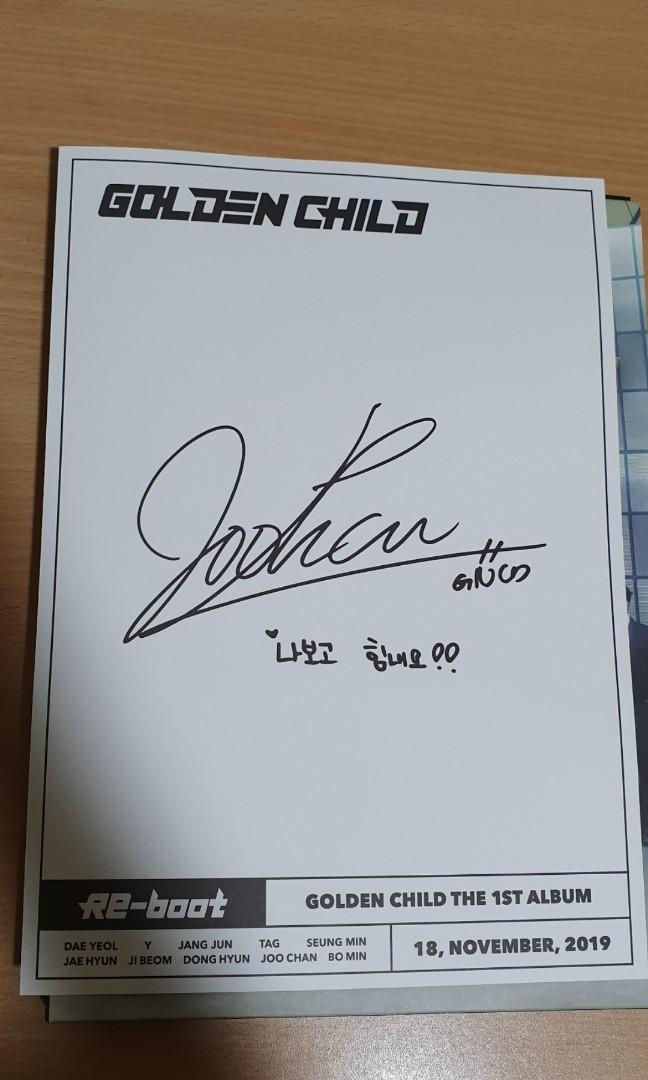 GOLDEN CHILD
JooChan
GNCD
나보고 힘내요!!
Re-boot
GOLDEN CHILD THE 1ST ALBUM
DAE YEOL Y JANG JUN TAG SEUNG MIN
JAE HYUN JI BEOM DONG HYUN JOO CHAN BO MIN
18, NOVEMBER, 2019